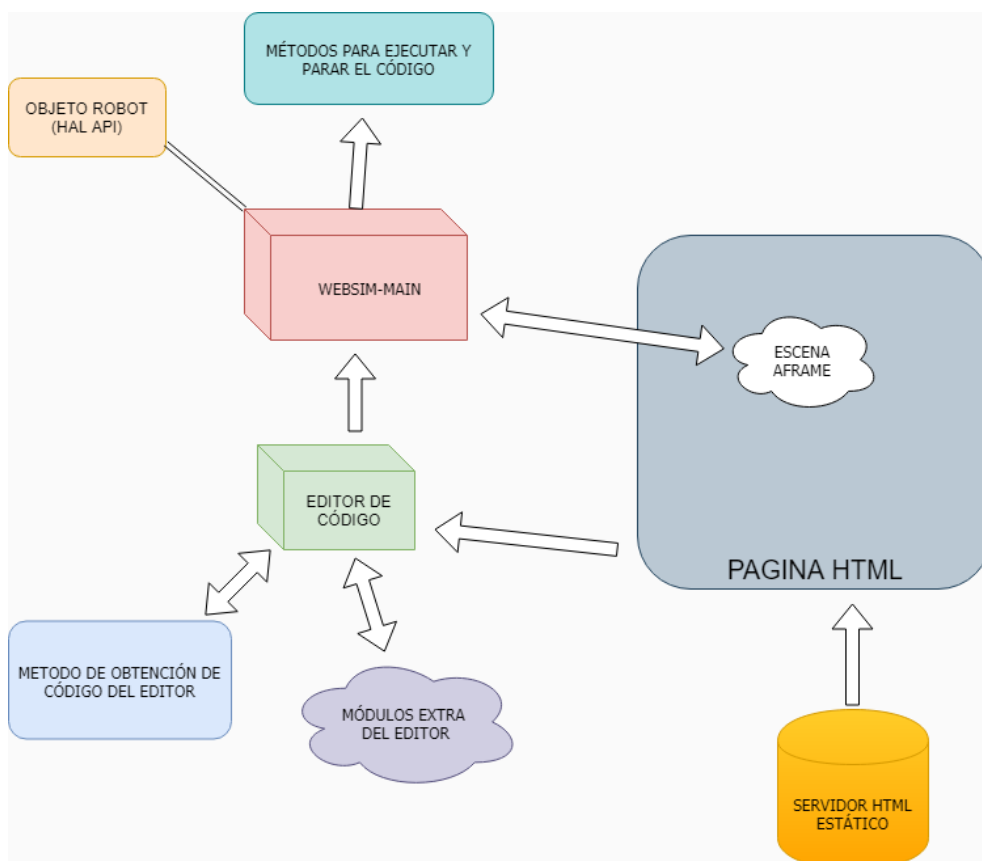 MÉTODOS PARA EJECUTAR Y
PARAR EL CÓDIGO
OBJETO ROBOT
(HAL API)
WEBSIM-MAIN
ESCENA
AFRAME
EDITOR DE
CÓDIGO
PAGINA HTML
METODO DE OBTENCIÓN DE
CÓDIGO DEL EDITOR
MÓDULOS EXTRA
DEL EDITOR
SERVIDOR HTML
ESTÁTICO